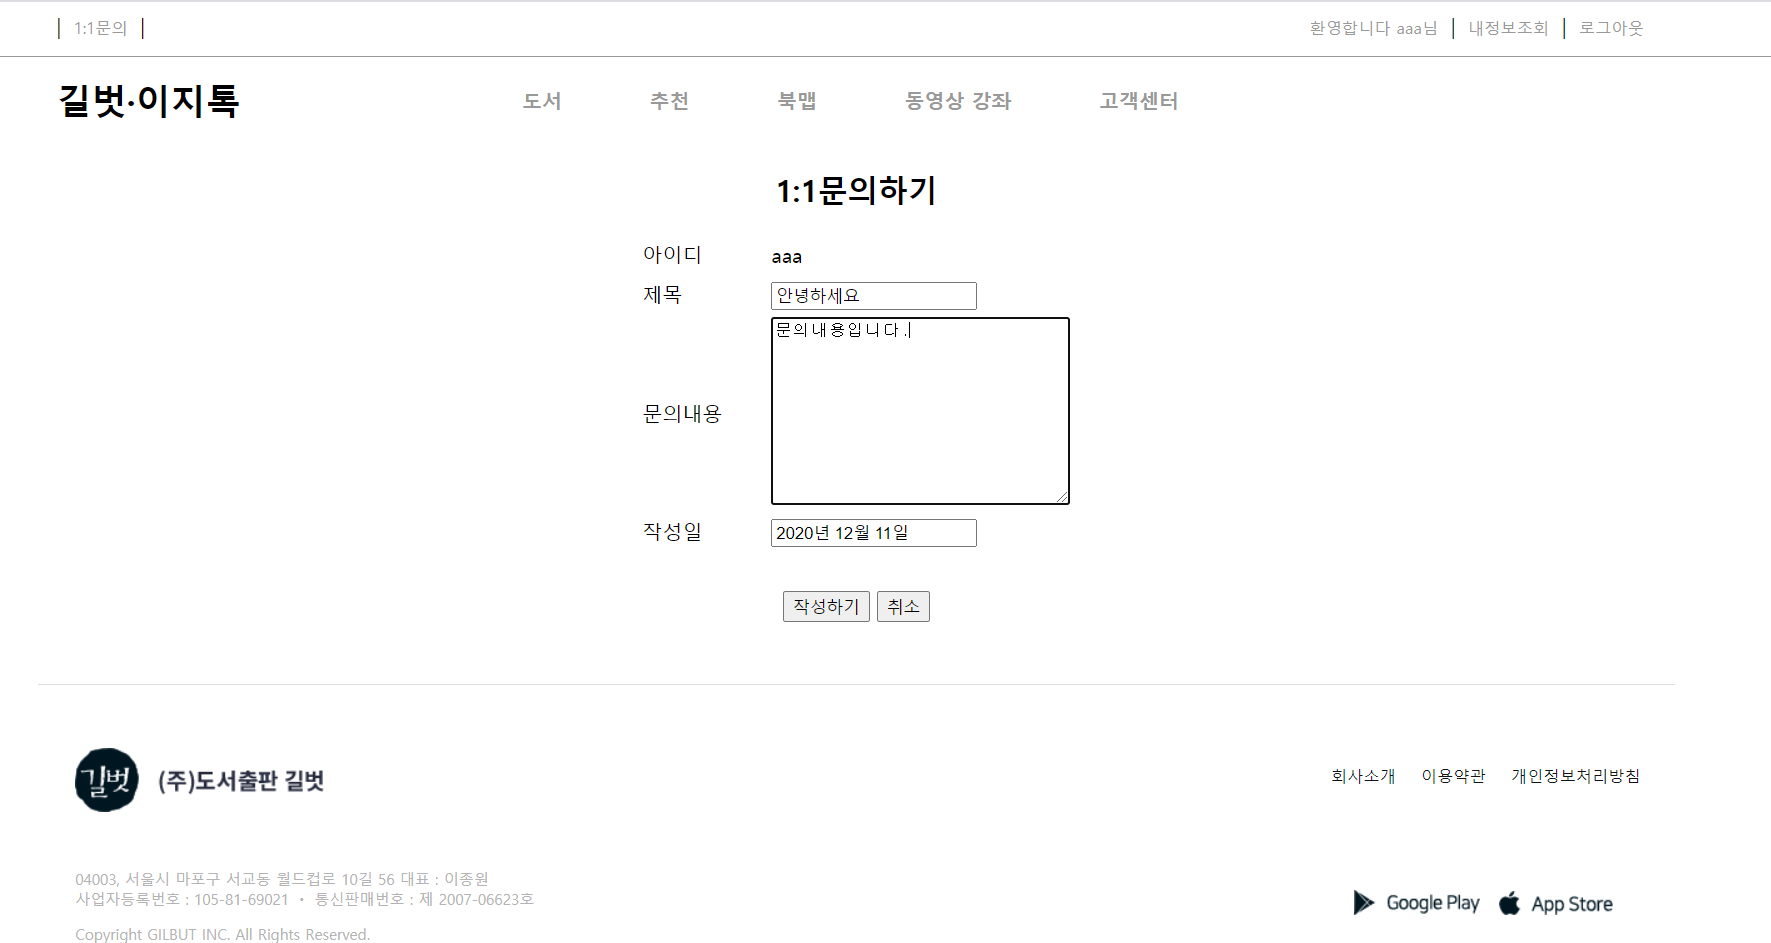 1:1문의
환영합니다 aaa님 내정보조회 로그아웃
길벗·이지톡
도서 추천 북맵 동영상 강좌 고객센터
1:1문의하기
아이디 aaa
제목 안녕하세요
문의내용 문의내용입니다.
작성일 2020년 12월 11일
작성하기 취소
길벗 (주)도서출판 길벗
회사소개 이용약관 개인정보처리방침
04003, 서울시 마포구 서교동 월드컵로 10길 56 대표 : 이종원
사업자등록번호 : 105-81-69021 · 통신판매번호 : 제 2007-06623호
Google Play App Store
Copyright GILBUT INC. All Rights Reserved.